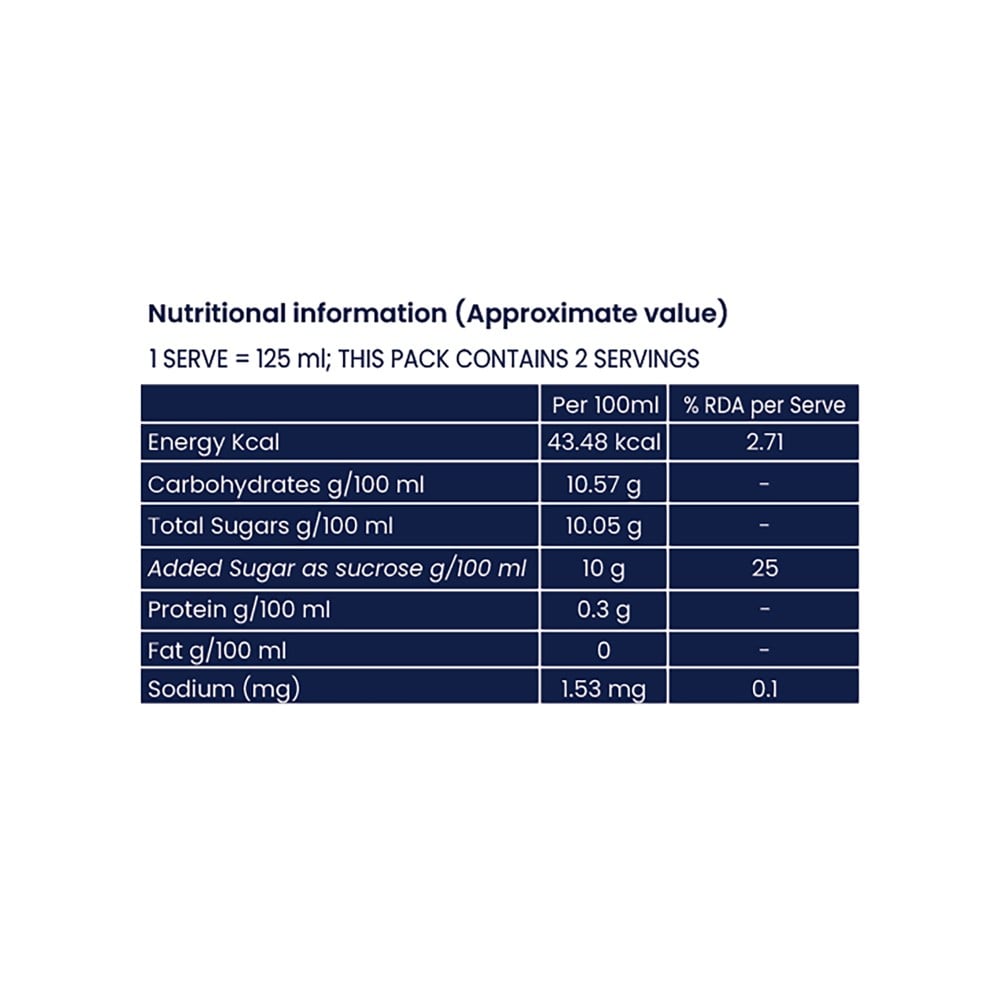 Nutritional information (Approximate value)
1 SERVE = 125 ml; THIS PACK CONTAINS 2 SERVINGS
Per 100ml % RDA per Serve
Energy Kcal 43.48 kcal 2.71
Carbohydrates g/100 ml 10.57 g -
Total Sugars g/100 ml 10.05 g -
Added Sugar as sucrose g/100 ml 10 g 25
Protein g/100 ml 0.3 g -
Fat g/100 ml 0 -
Sodium (mg) 1.53 mg 0.1